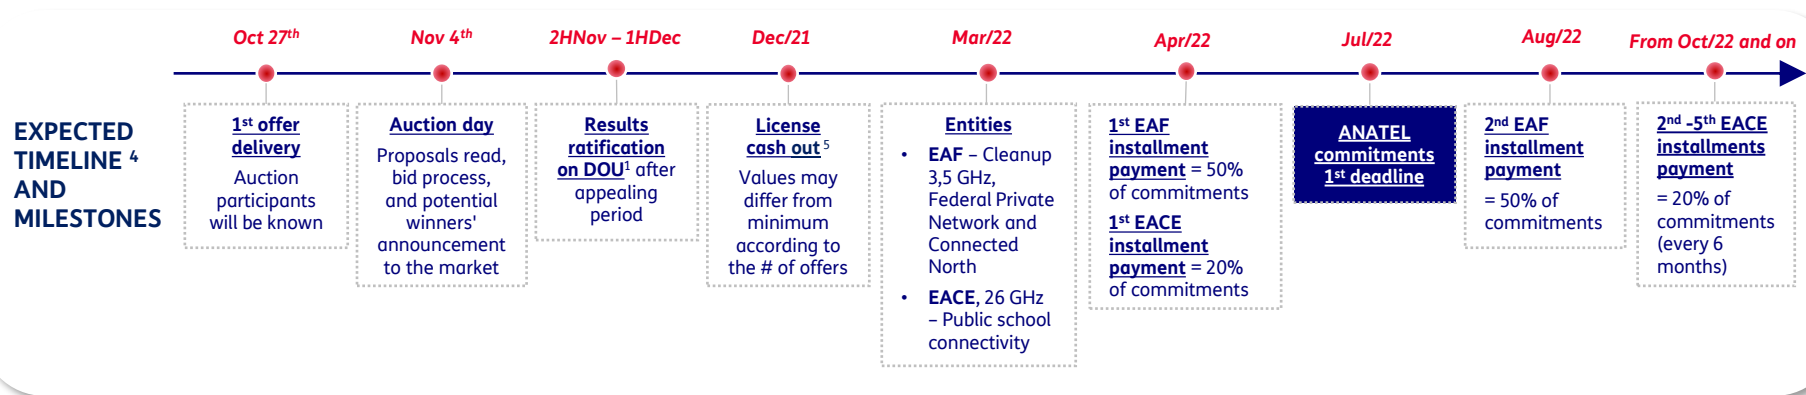 EXPECTED
TIMELINE 4
AND
MILESTONES
Oct 27th
1st offer
delivery
Auction
participants
will be known
Nov 4th
Auction day
Proposals read,
bid process,
and potential
winners'
announcement
to the market
2HNov – 1HDec
Results
ratification
on DOU1 after
appealing
period
Dec/21
License
cash out 5
Values may
differ from
minimum
according to
the # of offers
Mar/22
Entities
• EAF – Cleanup
3,5 GHz,
Federal Private
Network and
Connected
North
• EACE, 26 GHz
– Public school
connectivity
Apr/22
1st EAF
installment
payment = 50%
of commitments
1st EACE
installment
payment = 20%
of commitments
Jul/22
ANATEL
commitments
1st deadline
Aug/22
2nd EAF
installment
payment
= 50% of
commitments
From Oct/22 and on
2nd -5th EACE
installments
payment
= 20% of
commitments
(every 6
months)